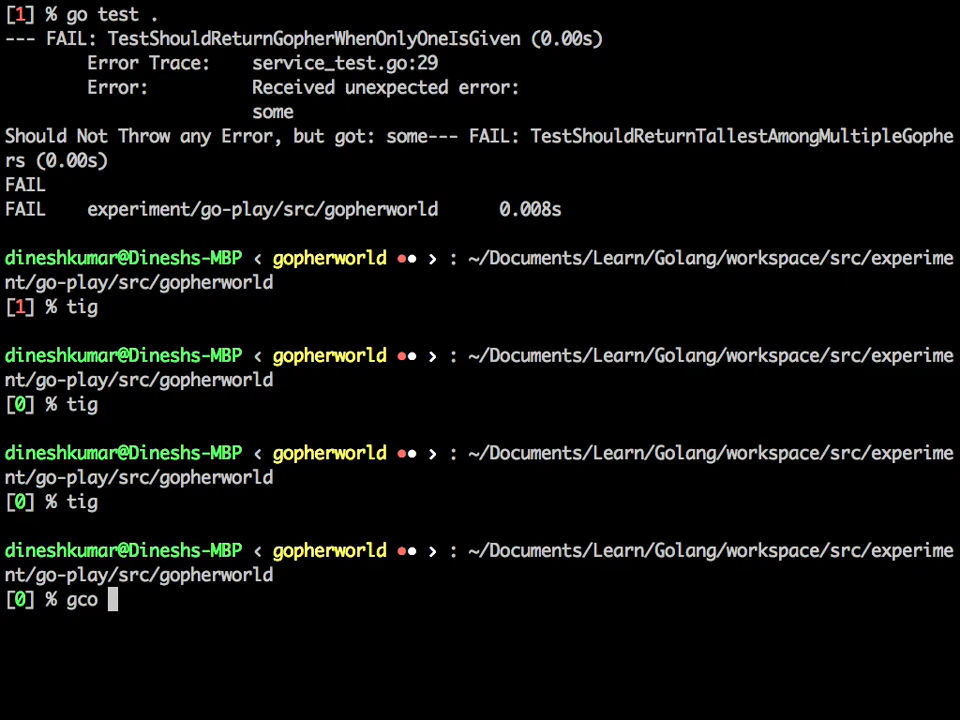 [1] % go test .
--- FAIL: TestShouldReturnGopherWhenOnlyOneIsGiven (0.00s)
Error Trace: service_test.go:29
Error: Received unexpected error:
some
Should Not Throw any Error, but got: some--- FAIL: TestShouldReturnTallestAmongMultipleGophe
rs (0.00s)
FAIL
FAIL experiment/go-play/src/gopherworld 0.008s
dineshkumar@Dineshs-MBP ‹ gopherworld ●● › : ~/Documents/Learn/Golang/workspace/src/experime
nt/go-play/src/gopherworld
[1] % tig
dineshkumar@Dineshs-MBP ‹ gopherworld ●● › : ~/Documents/Learn/Golang/workspace/src/experime
nt/go-play/src/gopherworld
[0] % tig
dineshkumar@Dineshs-MBP ‹ gopherworld ●● › : ~/Documents/Learn/Golang/workspace/src/experime
nt/go-play/src/gopherworld
[0] % tig
dineshkumar@Dineshs-MBP ‹ gopherworld ●● › : ~/Documents/Learn/Golang/workspace/src/experime
nt/go-play/src/gopherworld
[0] % gco